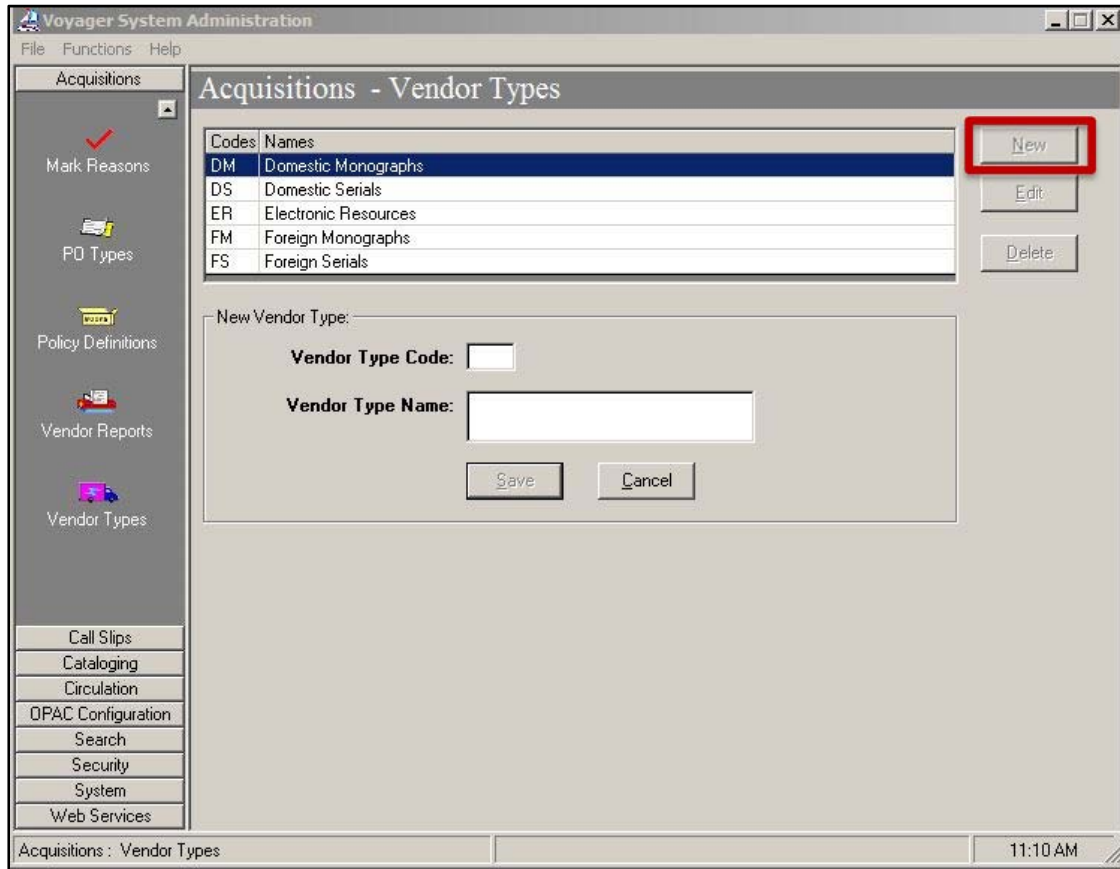 Voyager System Administration
File Functions Help
Acquisitions
Mark Reasons
PO Types
Policy Definitions
Vendor Reports
Vendor Types
Call Slips
Cataloging
Circulation
OPAC Configuration
Search
Security
System
Web Services
Acquisitions - Vendor Types
Codes Names
DM Domestic Monographs
DS Domestic Serials
ER Electronic Resources
FM Foreign Monographs
FS Foreign Serials
New
Edit
Delete
New Vendor Type:
Vendor Type Code:
Vendor Type Name:
Save Cancel
Acquisitions : Vendor Types 11:10 AM